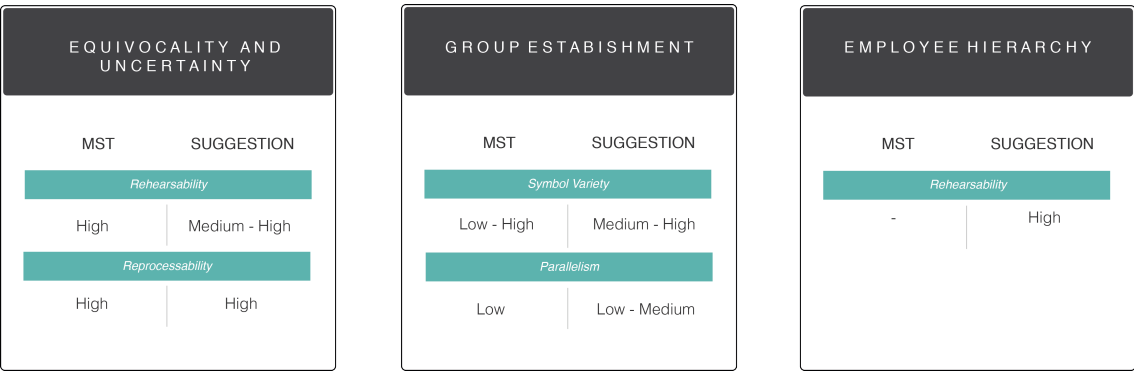 EQUIVOCALITY AND
UNCERTAINTY
MST SUGGESTION
Rehearsability
High Medium - High
Reprocessability
High High
GROUP ESTABISHMENT
MST SUGGESTION
Symbol Variety
Low - High Medium - High
Parallelism
Low Low - Medium
EMPLOYEE HIERARCHY
MST SUGGESTION
Rehearsability
- High